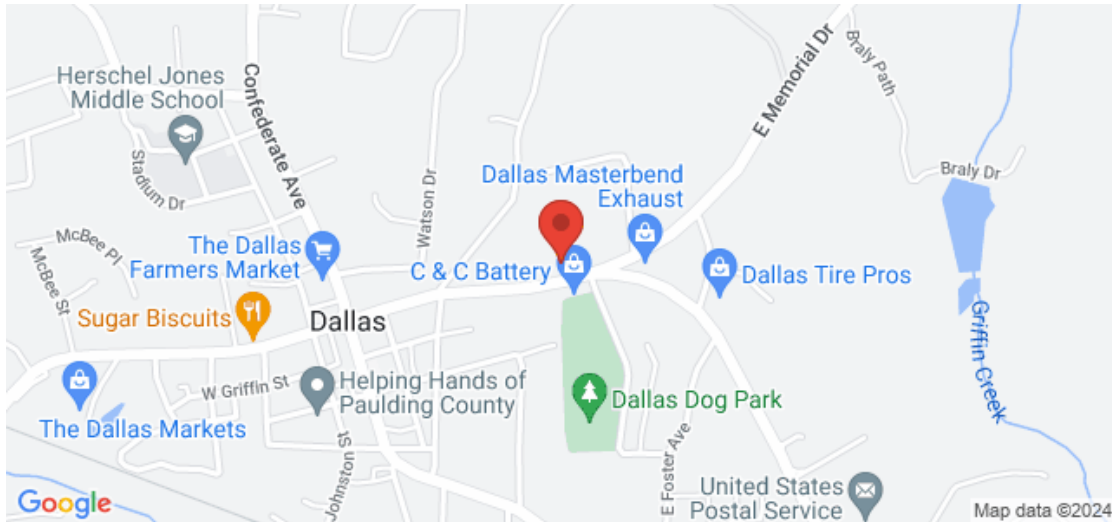 Herschel Jones
Middle School
Confederate Ave
E Memorial Dr
Braly Path
Stadium Dr
Watson Dr
Dallas Masterbend
Exhaust
Braly Dr
McBee Pl
McBee St
The Dallas
Farmers Market
C & C Battery
Dallas Tire Pros
Sugar Biscuits
Dallas
Griffin Creek
W Griffin St
Helping Hands of
Paulding County
Dallas Dog Park
The Dallas Markets
Johnston St
E Foster Ave
United States
Postal Service
Google
Map data ©2024